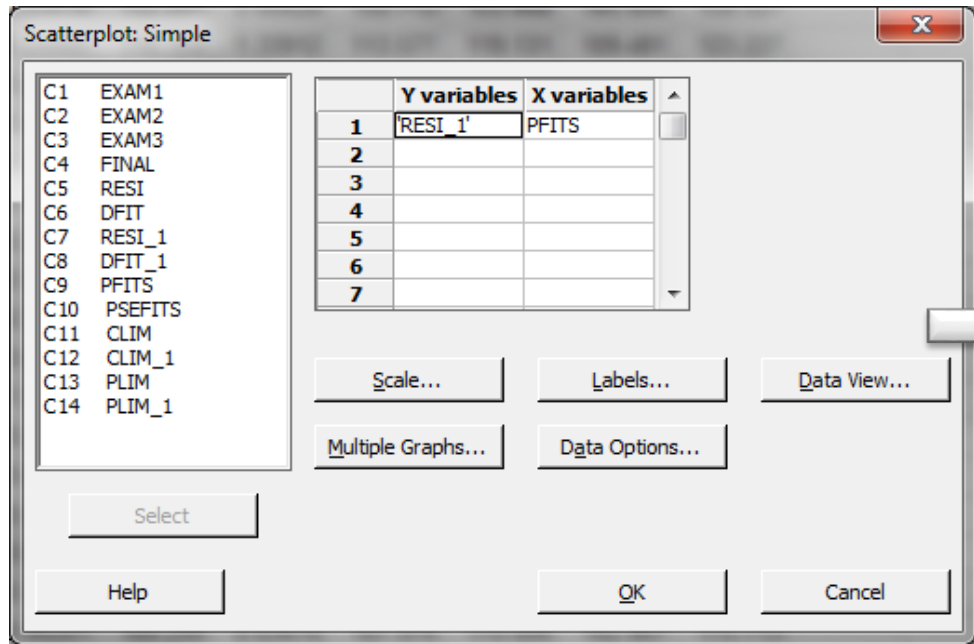 Scatterplot: Simple
C1 EXAM1
C2 EXAM2
C3 EXAM3
C4 FINAL
C5 RESI
C6 DFIT
C7 RESI_1
C8 DFIT_1
C9 PFITS
C10 PSEFITS
C11 CLIM
C12 CLIM_1
C13 PLIM
C14 PLIM_1
Y variables X variables
1 'RESI_1' PFITS
2
3
4
5
6
7
Scale... Labels... Data View...
Multiple Graphs... Data Options...
Select
Help OK Cancel